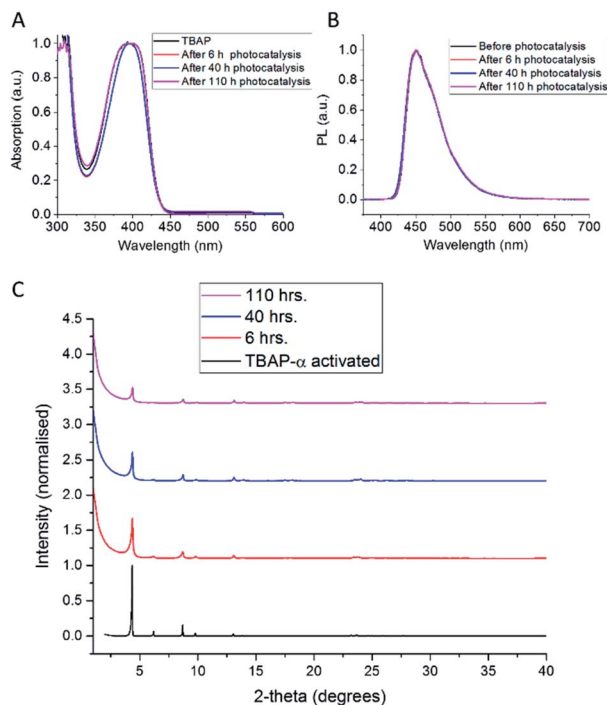 A
TBAP
After 6 h photocatalysis
After 40 h photocatalysis
After 110 h photocatalysis
Absorption (a.u.)
1.0
0.8
0.6
0.4
0.2
0.0
300 350 400 450 500 550 600
Wavelength (nm)
B
Before photocatalysis
After 6 h photocatalysis
After 40 h photocatalysis
After 110 h photocatalysis
PL (a.u.)
1.0
0.8
0.6
0.4
0.2
0.0
400 450 500 550 600 650 700
Wavelength (nm)
C
110 hrs.
40 hrs.
6 hrs.
TBAP-α activated
Intensity (normalised)
4.5
4.0
3.5
3.0
2.5
2.0
1.5
1.0
0.5
0.0
5 10 15 20 25 30 35 40
2-theta (degrees)